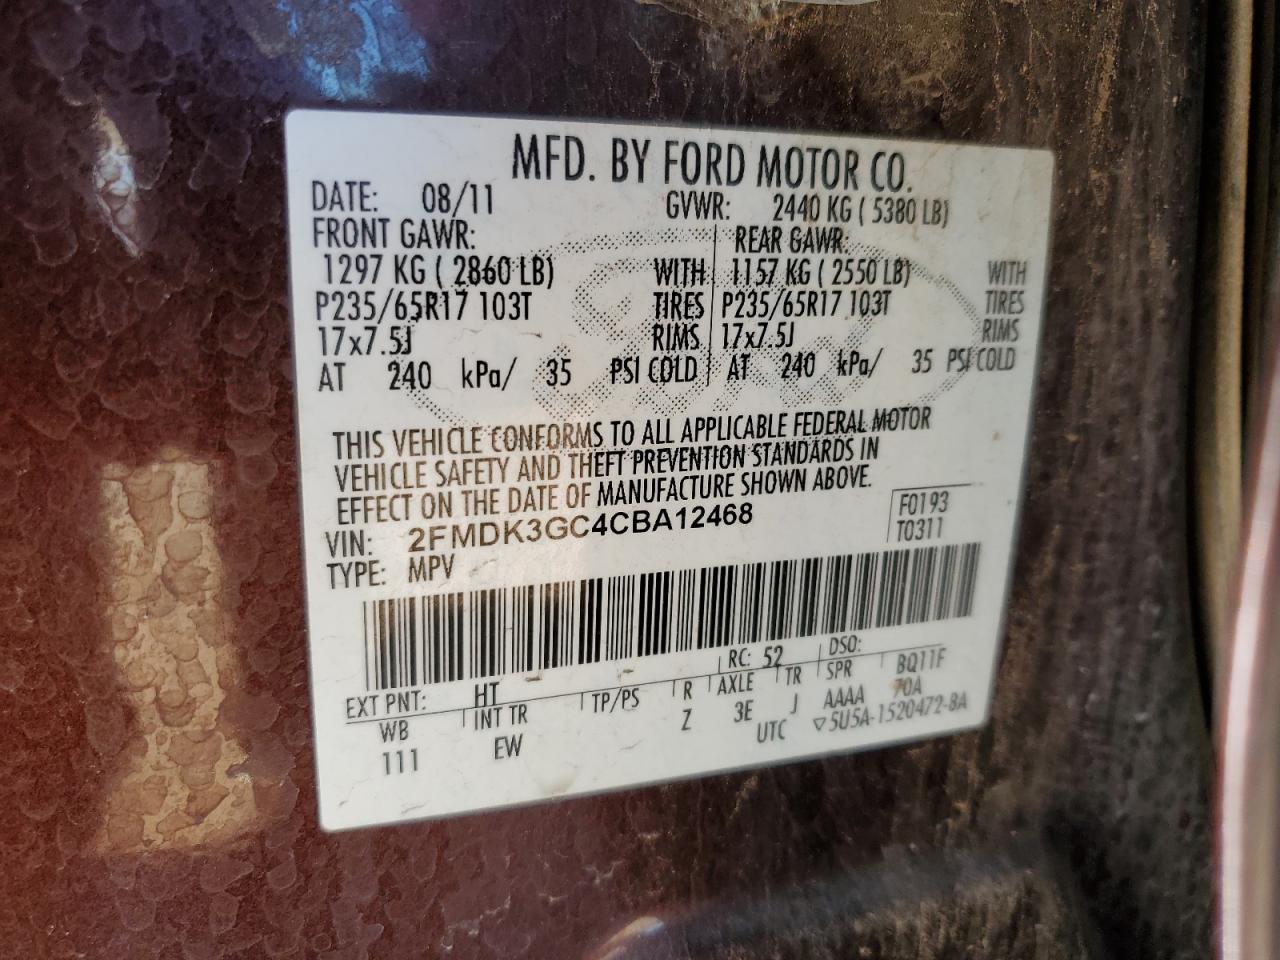 MFD. BY FORD MOTOR CO.
DATE: 08/11 GVWR: 2440 KG ( 5380 LB)
FRONT GAWR: REAR GAWR:
1297 KG ( 2860 LB) WITH 1157 KG ( 2550 LB) WITH
P235/65R17 103T TIRES P235/65R17 103T TIRES
17x7.5J RIMS 17x7.5J RIMS
AT 240 kPa/ 35 PSI COLD AT 240 kPa/ 35 PSI COLD
THIS VEHICLE CONFORMS TO ALL APPLICABLE FEDERAL MOTOR
VEHICLE SAFETY AND THEFT PREVENTION STANDARDS IN
EFFECT ON THE DATE OF MANUFACTURE SHOWN ABOVE.
F0193
VIN: 2FMDK3GC4CBA12468 T0311
TYPE: MPV
EXT PNT: HT RC: 52 DSO:
WB INT TR TP/PS R AXLE TR SPR BQ11F
111 EW Z 3E J AAAA 70A
UTC ▽5U5A-1520472-BA